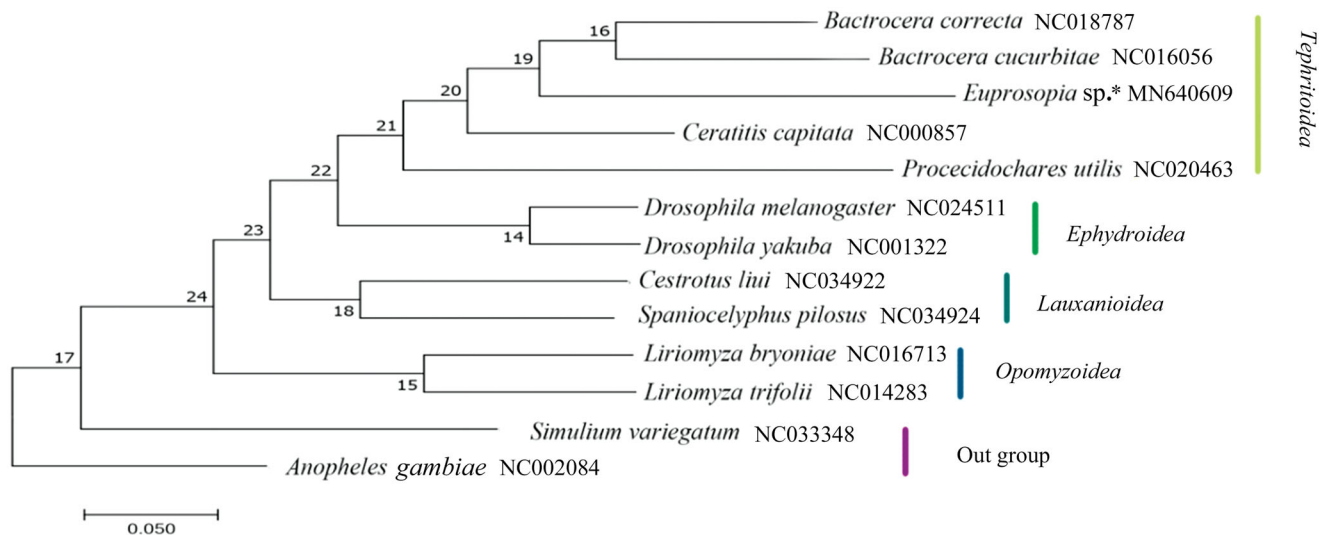 16
Bactrocera correcta NC018787
19
Bactrocera cucurbitae NC016056
20
Euprosopia sp.* MN640609
21
Ceratitis capitata NC000857
22
Procecidochares utilis NC020463
Tephritoidea
Drosophila melanogaster NC024511
14
Drosophila yakuba NC001322
Ephydroidea
23
Cestrotus liui NC034922
18
Spaniocelyphus pilosus NC034924
Lauxanioidea
24
Liriomyza bryoniae NC016713
15
Liriomyza trifolii NC014283
Opomyzoidea
17
Simulium variegatum NC033348
Anopheles gambiae NC002084
Out group
0.050